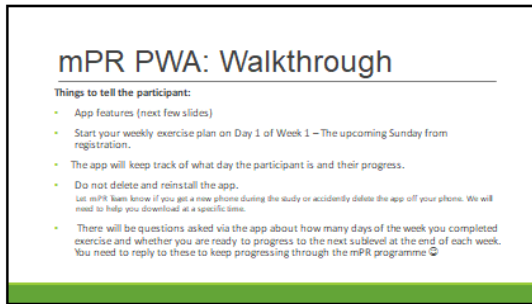 mPR PWA: Walkthrough
Things to tell the participant:
• App features (next few slides)
• Start your weekly exercise plan on Day 1 of Week 1 – The upcoming Sunday from
registration.
• The app will keep track of what day the participant is and their progress.
• Do not delete and reinstall the app.
Let mPR Team know if you get a new phone during the study or accidently delete the app off your phone. We will
need to help you download at a specific time.
• There will be questions asked via the app about how many days of the week you completed
exercise and whether you are ready to progress to the next sublevel at the end of each week.
You need to reply to these to keep progressing through the mPR programme ☺